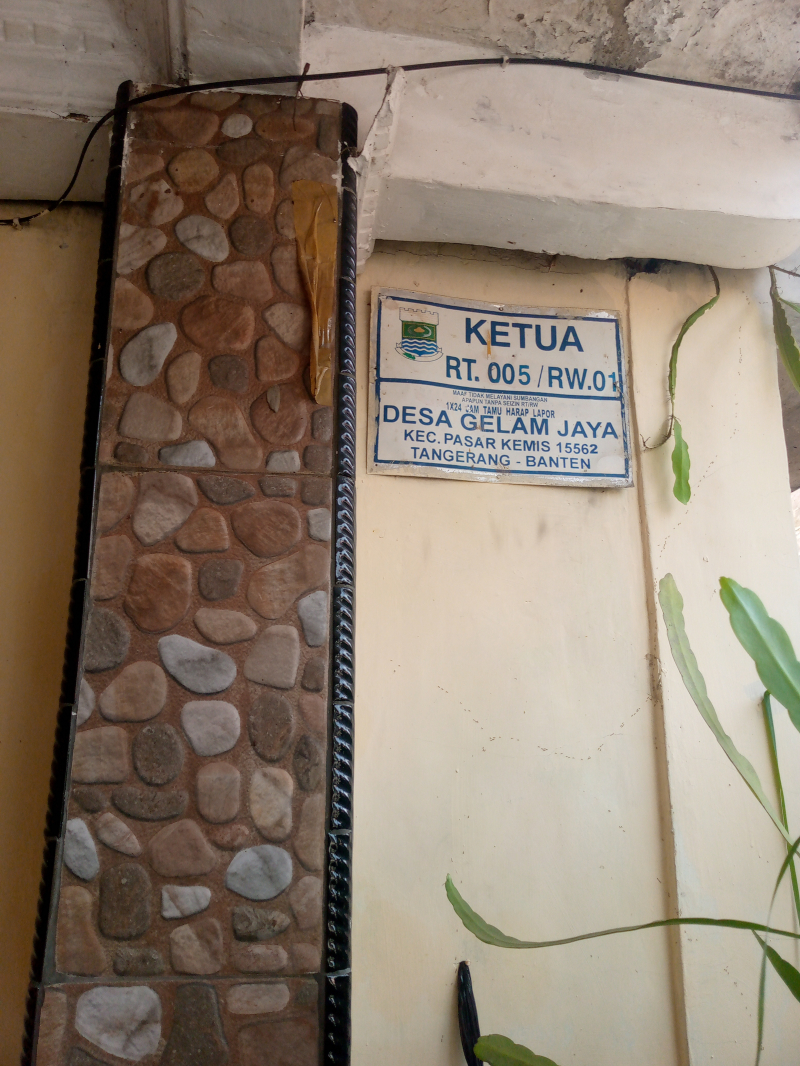 KETUA
RT. 005 / RW.01
MAAF TIDAK MELAYANI SUMBANGAN
APAPUN TANPA SEIZIN RT/RW
1X24 JAM TAMU HARAP LAPOR
DESA GELAM JAYA
KEC. PASAR KEMIS 15562
TANGERANG - BANTEN